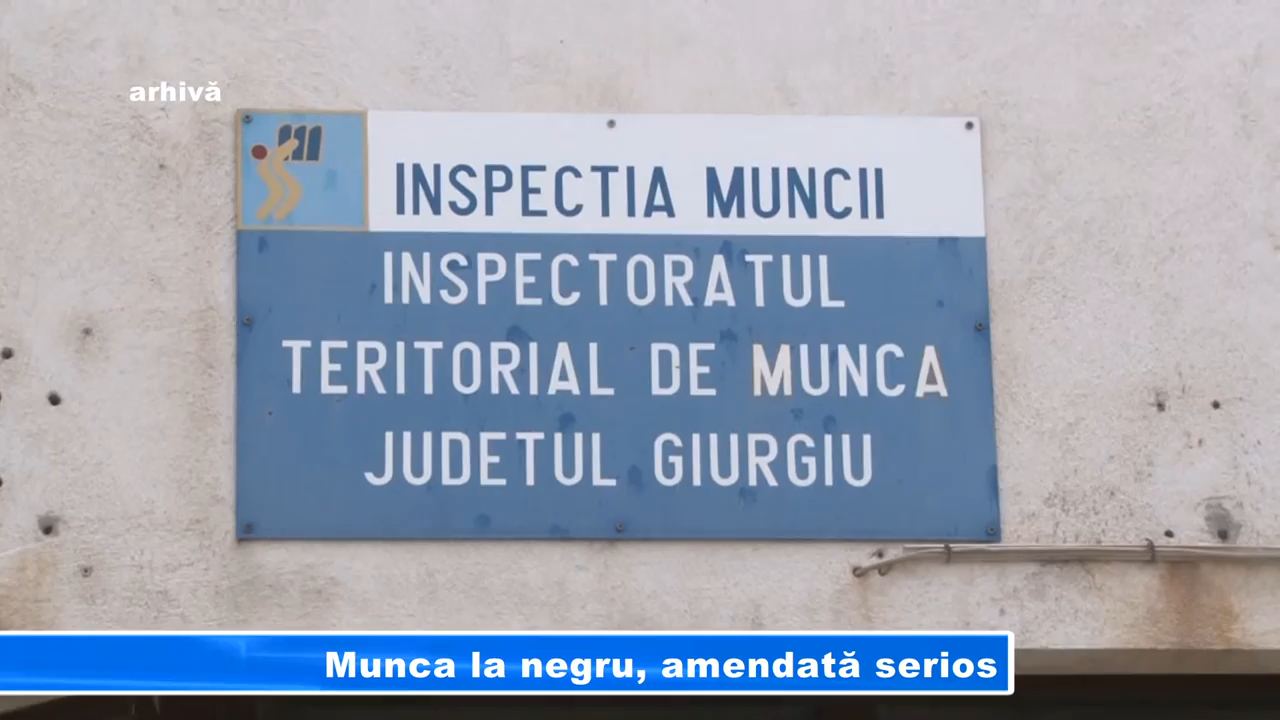 arhivă
INSPECTIA MUNCII
INSPECTORATUL
TERITORIAL DE MUNCA
JUDETUL GIURGIU
Munca la negru, amendată serios